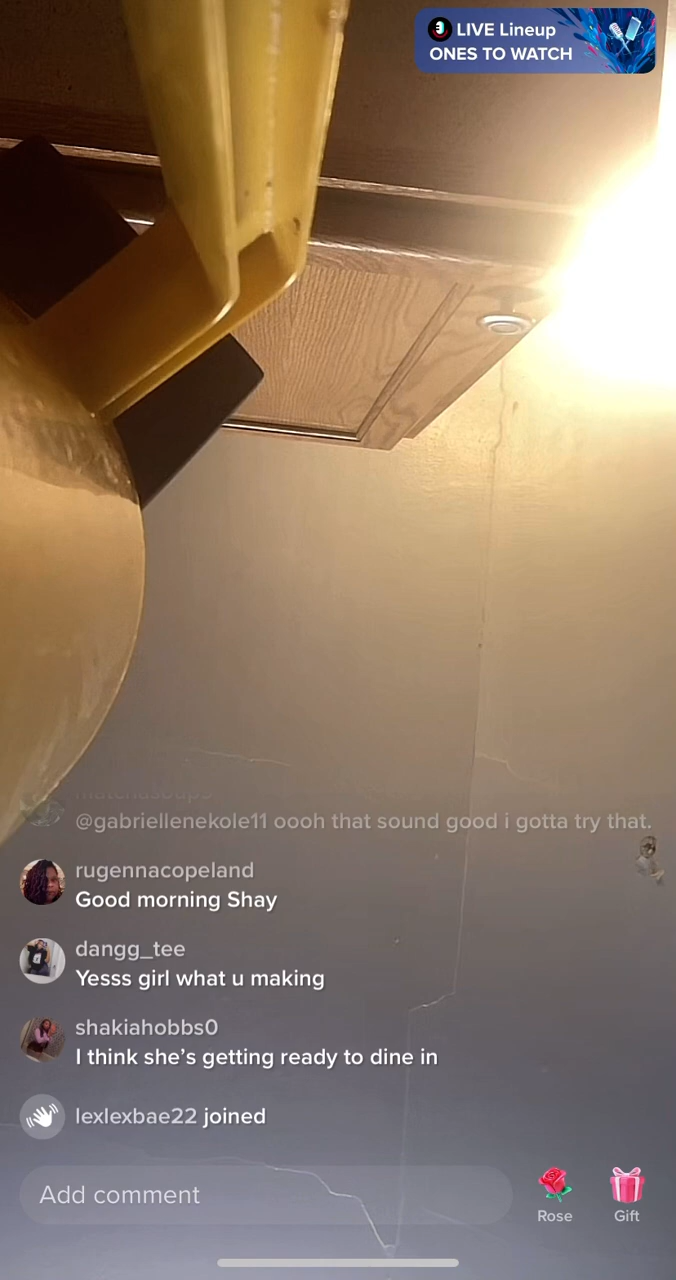 LIVE Lineup
ONES TO WATCH
@gabriellenekole11 oooh that sound good i gotta try that.
rugennacopeland
Good morning Shay
dangg_tee
Yesss girl what u making
shakiahobbs0
I think she’s getting ready to dine in
lexlexbae22 joined
Add comment
Rose
Gift